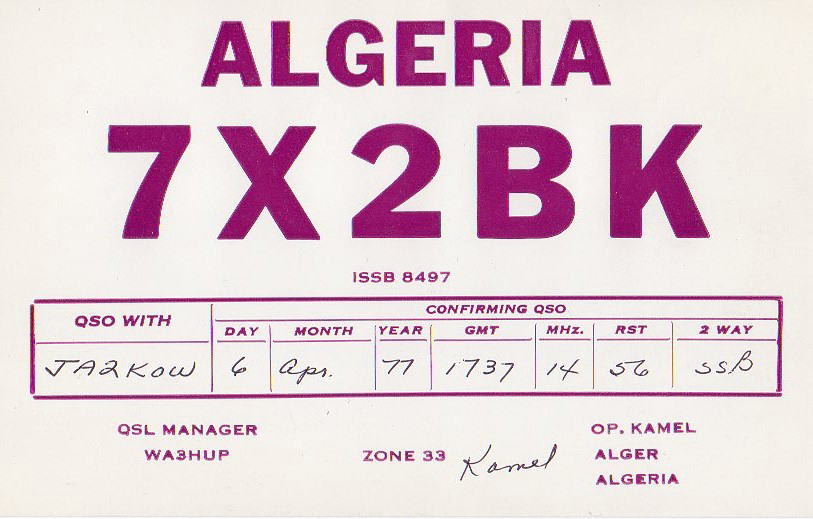 ALGERIA
7X2BK
ISSB 8497
QSO WITH CONFIRMING QSO
DAY MONTH YEAR GMT MHZ. RST 2 WAY
JA2KOW 6 Apr. 77 1737 14 56 SSB
QSL MANAGER
WA3HUP
ZONE 33 Kamel
OP. KAMEL
ALGER
ALGERIA